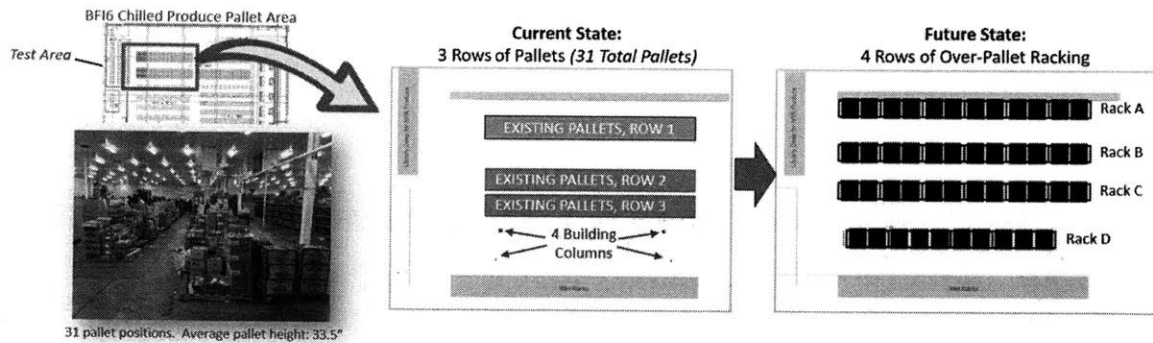 BFI6 Chilled Produce Pallet Area
Test Area
31 pallet positions. Average pallet height: 33.5"
Current State:
3 Rows of Pallets (31 Total Pallets)
EXISTING PALLETS, ROW 1
EXISTING PALLETS, ROW 2
EXISTING PALLETS, ROW 3
4 Building
Columns
Future State:
4 Rows of Over-Pallet Racking
Rack A
Rack B
Rack C
Rack D